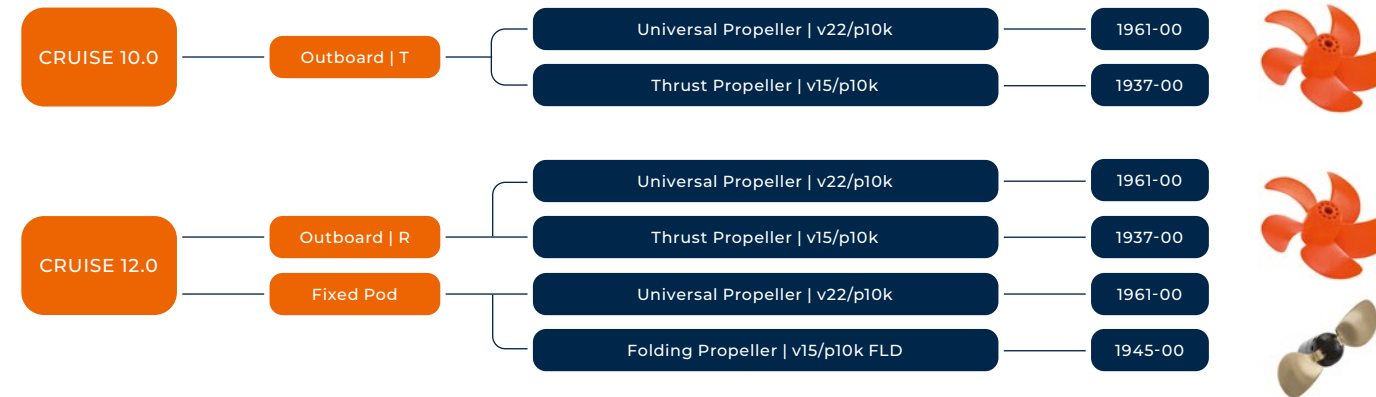 CRUISE 10.0
Outboard | T
Universal Propeller | v22/p10k
1961-00
Thrust Propeller | v15/p10k
1937-00
CRUISE 12.0
Outboard | R
Universal Propeller | v22/p10k
1961-00
Thrust Propeller | v15/p10k
1937-00
Fixed Pod
Universal Propeller | v22/p10k
1961-00
Folding Propeller | v15/p10k FLD
1945-00